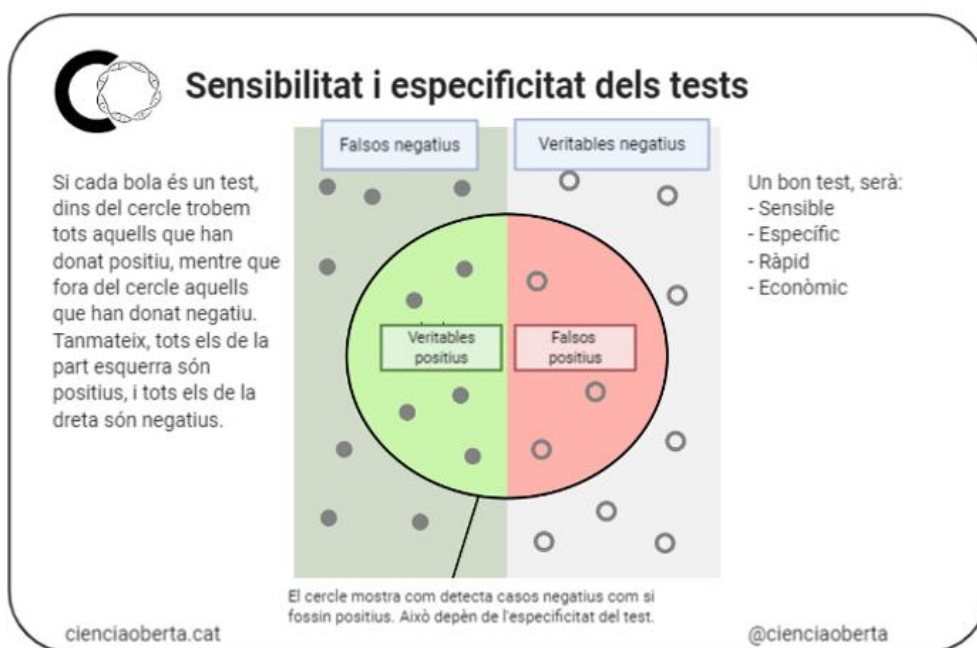 Sensibilitat i especificitat dels tests
Si cada bola és un test,
dins del cercle trobem
tots aquells que han
donat positiu, mentre que
fora del cercle aquells
que han donat negatiu.
Tanmateix, tots els de la
part esquerra són
positius, i tots els de la
dreta són negatius.
Falsos negatius
Veritables negatius
Veritables
positius
Falsos
positius
Un bon test, serà:
- Sensible
- Específic
- Ràpid
- Econòmic
El cercle mostra com detecta casos negatius com si
fossin positius. Això depèn de l'especificitat del test.
cienciaoberta.cat
@cienciaoberta